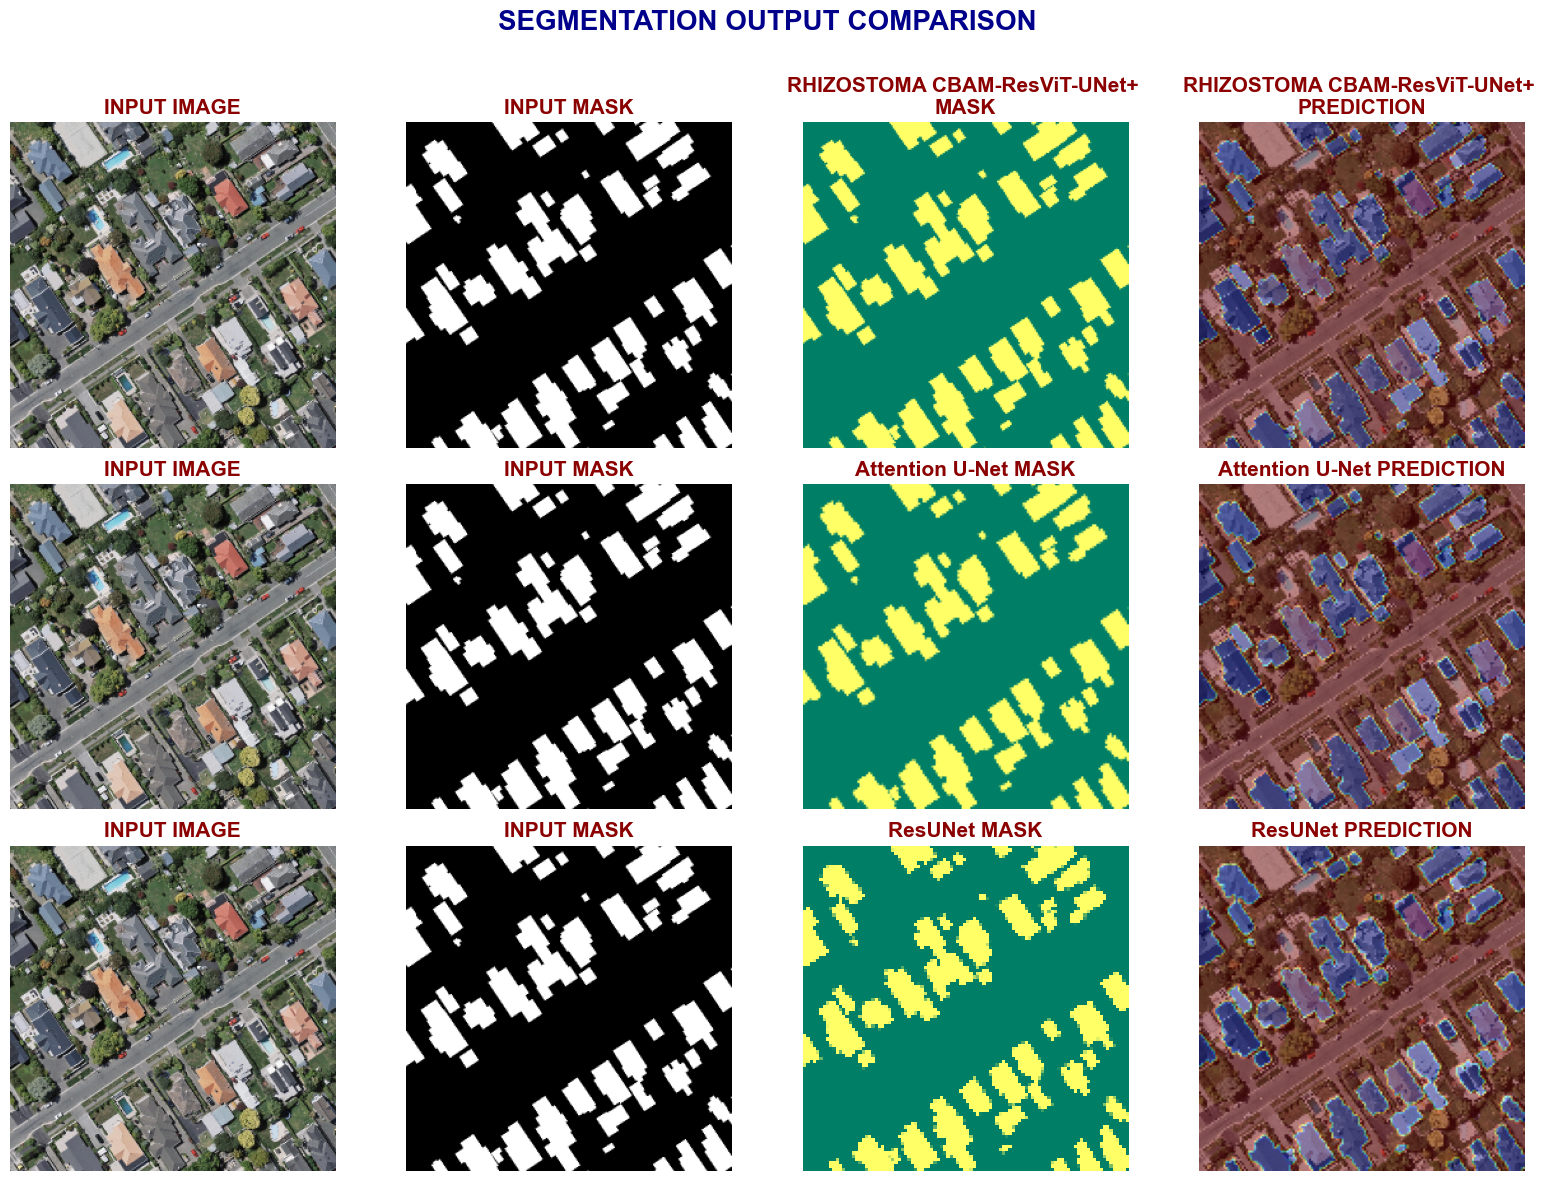 SEGMENTATION OUTPUT COMPARISON
INPUT IMAGE
INPUT MASK
RHIZOSTOMA CBAM-ResViT-UNet+
MASK
RHIZOSTOMA CBAM-ResViT-UNet+
PREDICTION
INPUT IMAGE
INPUT MASK
Attention U-Net MASK
Attention U-Net PREDICTION
INPUT IMAGE
INPUT MASK
ResUNet MASK
ResUNet PREDICTION